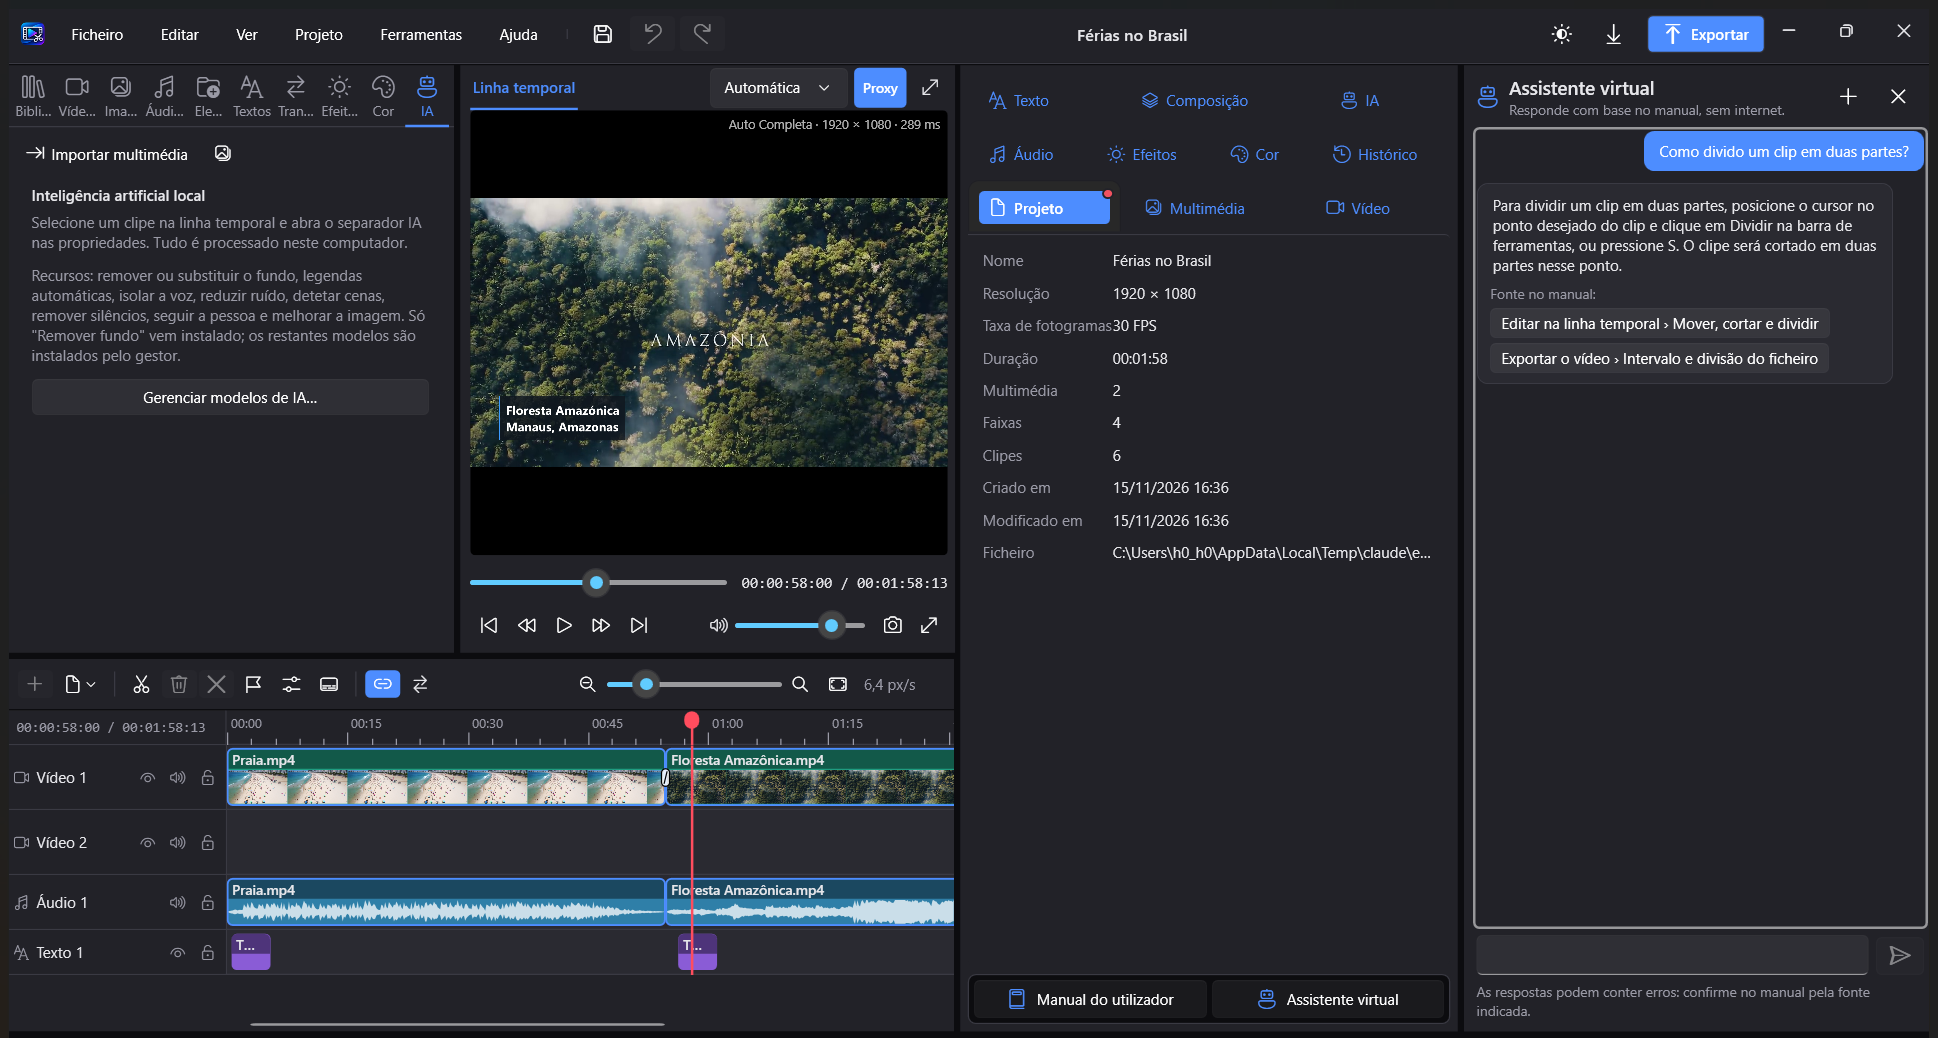 Ficheiro Editar Ver Projeto Ferramentas Ajuda
Férias no Brasil
Exportar
Bibli... Víde... Ima... Áudi... Ele... Textos Tran... Efeit... Cor IA
Importar multimédia
Inteligência artificial local
Selecione um clipe na linha temporal e abra o separador IA
nas propriedades. Tudo é processado neste computador.
Recursos: remover ou substituir o fundo, legendas
automáticas, isolar a voz, reduzir ruído, detetar cenas,
remover silêncios, seguir a pessoa e melhorar a imagem. Só
"Remover fundo" vem instalado; os restantes modelos são
instalados pelo gestor.
Gerenciar modelos de IA...
Linha temporal
Automática
Proxy
Auto Completa · 1920 × 1080 · 289 ms
AMAZÔNIA
Floresta Amazônica
Manaus, Amazonas
00:00:58:00 / 00:01:58:13
Texto Composição IA
Áudio Efeitos Cor Histórico
Projeto Multimédia Vídeo
Nome Férias no Brasil
Resolução 1920 × 1080
Taxa de fotogramas 30 FPS
Duração 00:01:58
Multimédia 2
Faixas 4
Clipes 6
Criado em 15/11/2026 16:36
Modificado em 15/11/2026 16:36
Ficheiro C:\Users\h0_h0\AppData\Local\Temp\claude\e...
Manual do utilizador
Assistente virtual
Assistente virtual
Responde com base no manual, sem internet.
Como divido um clip em duas partes?
Para dividir um clip em duas partes, posicione o cursor no
ponto desejado do clip e clique em Dividir na barra de
ferramentas, ou pressione S. O clipe será cortado em duas
partes nesse ponto.
Fonte no manual:
Editar na linha temporal › Mover, cortar e dividir
Exportar o vídeo › Intervalo e divisão do ficheiro
As respostas podem conter erros: confirme no manual pela fonte
indicada.
6,4 px/s
00:00:58:00 / 00:01:58:13
00:00 00:15 00:30 00:45 01:00 01:15
Vídeo 1
Praia.mp4
Floresta Amazônica.mp4
Vídeo 2
Áudio 1
Praia.mp4
Floresta Amazônica.mp4
Texto 1
T...
T...